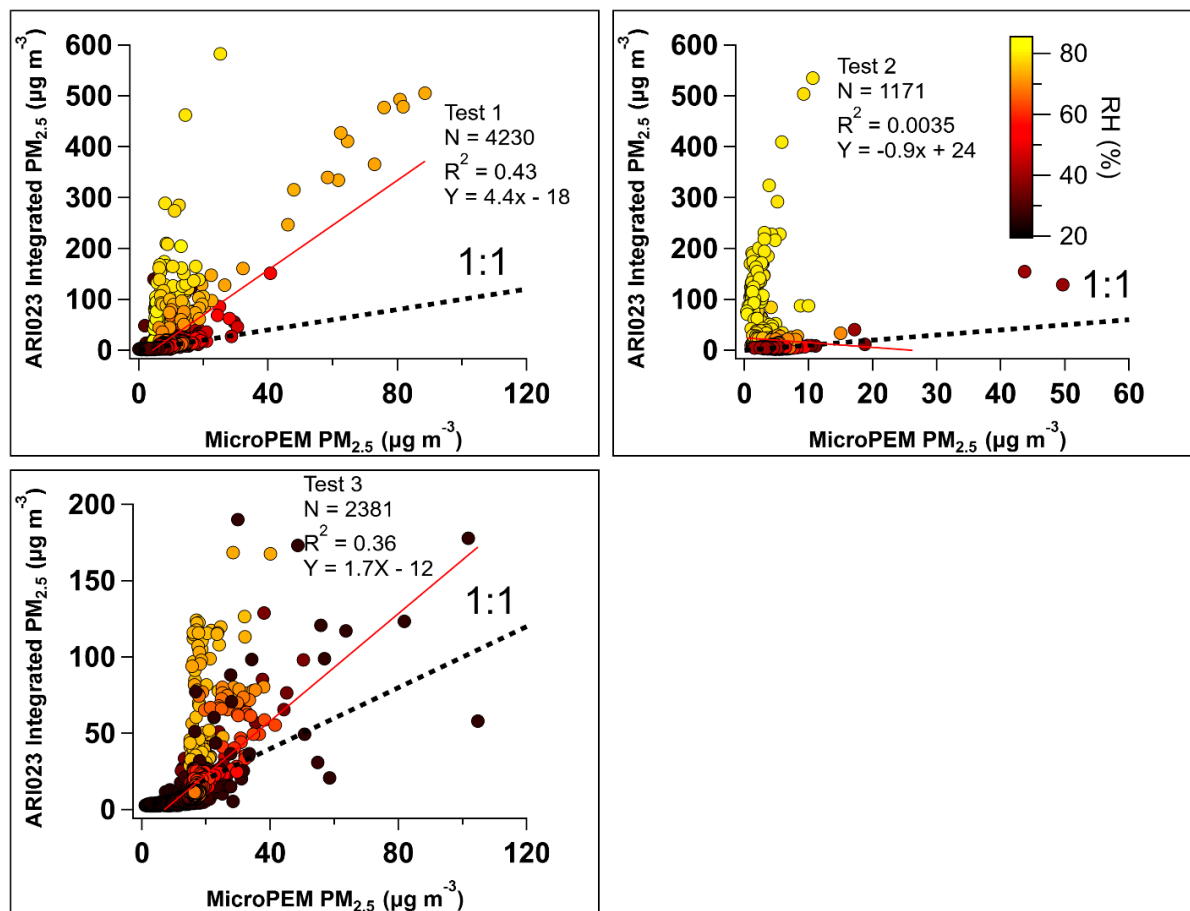 600
500
400
300
200
100
0
ARI023 Integrated PM2.5 (µg m-3)
Test 1
N = 4230
R2 = 0.43
Y = 4.4x - 18
1:1
0 40 80 120
MicroPEM PM2.5 (µg m-3)
600
500
400
300
200
100
0
ARI023 Integrated PM2.5 (µg m-3)
Test 2
N = 1171
R2 = 0.0035
Y = -0.9x + 24
80
60
40
20
RH (%)
1:1
0 10 20 30 40 50 60
MicroPEM PM2.5 (µg m-3)
200
150
100
50
0
ARI023 Integrated PM2.5 (µg m-3)
Test 3
N = 2381
R2 = 0.36
Y = 1.7X - 12
1:1
0 40 80 120
MicroPEM PM2.5 (µg m-3)